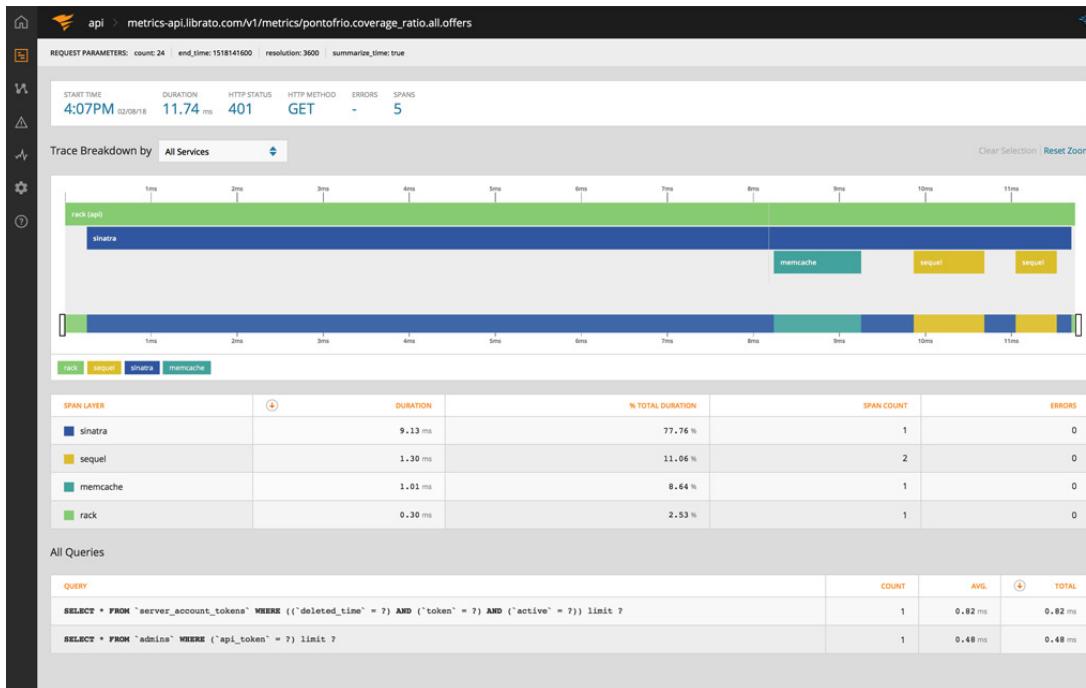 api > metrics-api.librato.com/v1/metrics/pontofrio.coverage_ratio.all.offers
REQUEST PARAMETERS: count: 24 end_time: 1518141600 resolution: 3600 summarize_time: true
START TIME DURATION HTTP STATUS HTTP METHOD ERRORS SPANS
4:07PM 02/08/18 11.74 ms 401 GET - 5
Trace Breakdown by All Services Clear Selection Reset Zoom
1ms 2ms 3ms 4ms 5ms 6ms 7ms 8ms 9ms 10ms 11ms
rack (api)
sinatra
memcache sequel sequel
1ms 2ms 3ms 4ms 5ms 6ms 7ms 8ms 9ms 10ms 11ms
rack sequel sinatra memcache
SPAN LAYER DURATION % TOTAL DURATION SPAN COUNT ERRORS
sinatra 9.13 ms 77.76 % 1 0
sequel 1.30 ms 11.06 % 2 0
memcache 1.01 ms 8.64 % 1 0
rack 0.30 ms 2.53 % 1 0
All Queries
QUERY COUNT AVG. TOTAL
SELECT * FROM `server_account_tokens` WHERE ((`deleted_time` = ?) AND (`token` = ?) AND (`active` = ?)) limit ? 1 0.82 ms 0.82 ms
SELECT * FROM `admins` WHERE (`api_token` = ?) limit ? 1 0.48 ms 0.48 ms